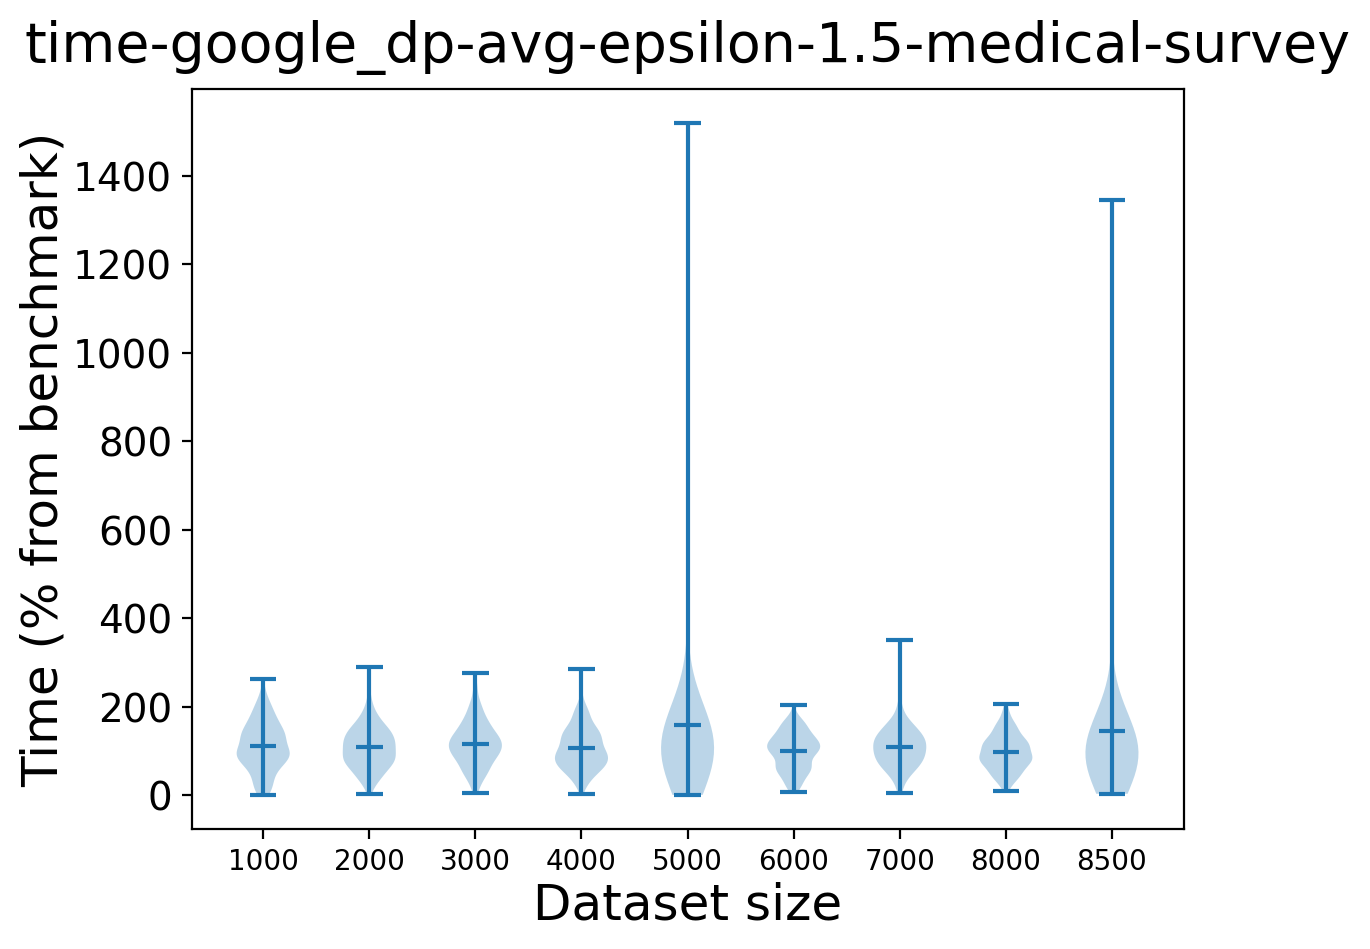 time-google_dp-avg-epsilon-1.5-medical-survey
Time (% from benchmark)
1400
1200
1000
800
600
400
200
0
1000 2000 3000 4000 5000 6000 7000 8000 8500
Dataset size